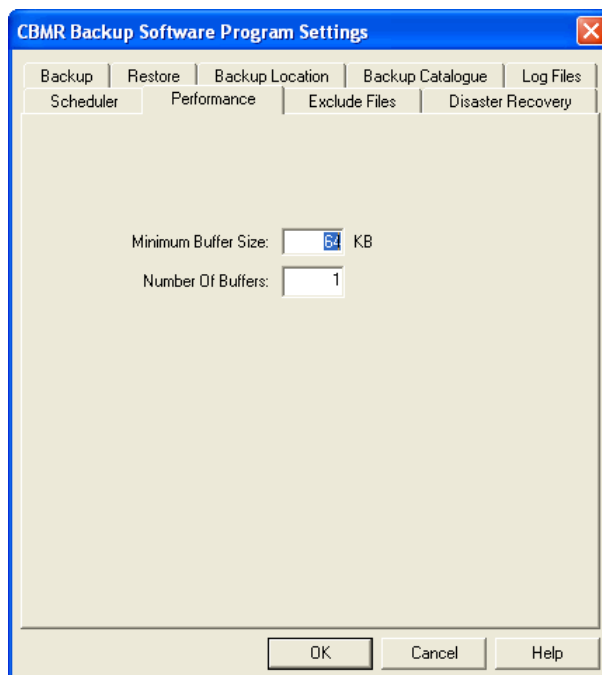 CBMR Backup Software Program Settings
Backup Restore Backup Location Backup Catalogue Log Files
Scheduler Performance Exclude Files Disaster Recovery
Minimum Buffer Size: 64 KB
Number Of Buffers: 1
OK Cancel Help